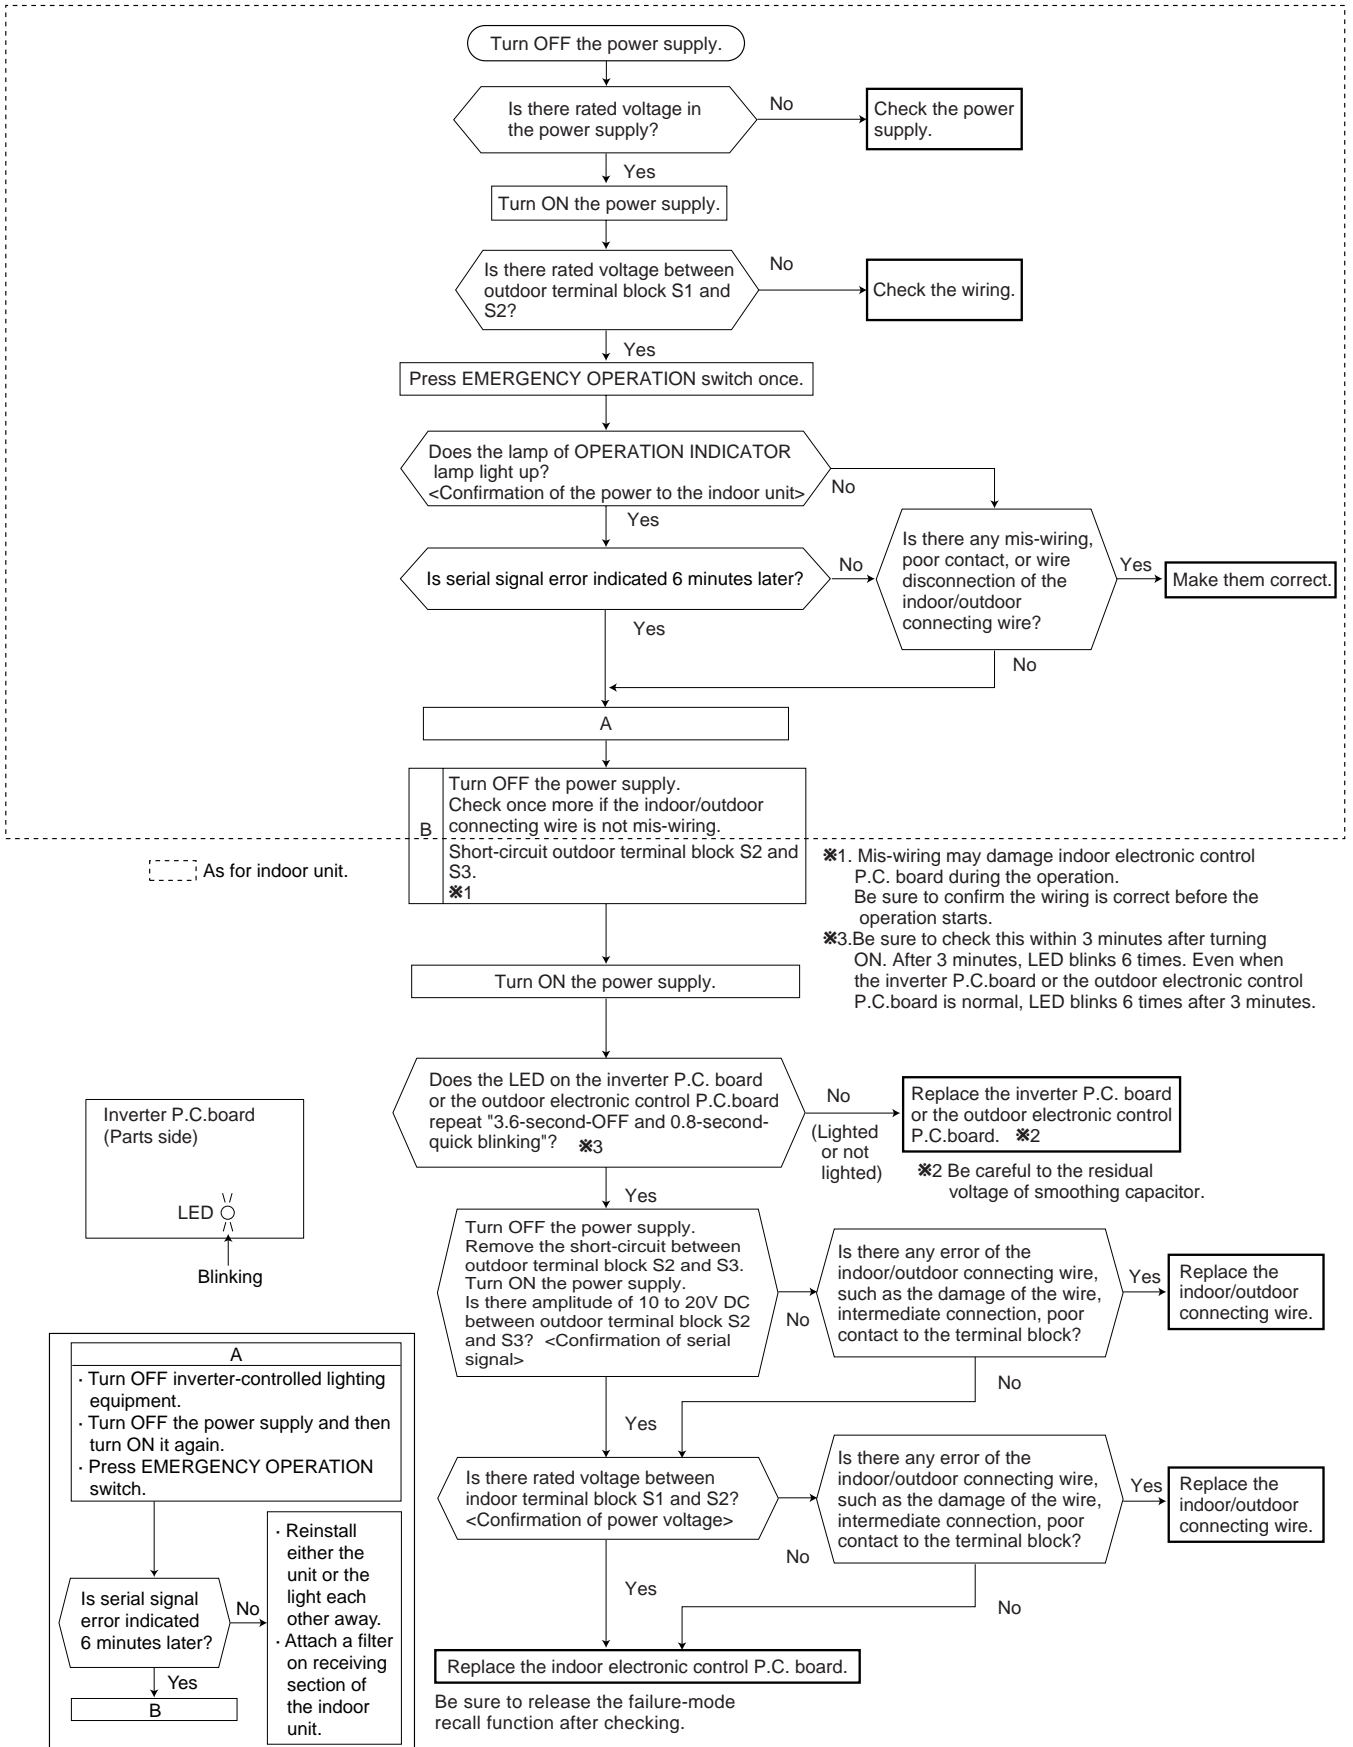 Turn OFF the power supply.
Is there rated voltage in
the power supply?
No
Check the power
supply.
Yes
Turn ON the power supply.
Is there rated voltage between
outdoor terminal block S1 and
S2?
No
Check the wiring.
Yes
Press EMERGENCY OPERATION switch once.
Does the lamp of OPERATION INDICATOR
lamp light up?
<Confirmation of the power to the indoor unit>
No
Yes
Is serial signal error indicated 6 minutes later?
No
Is there any mis-wiring,
poor contact, or wire
disconnection of the
indoor/outdoor
connecting wire?
Yes
Make them correct.
Yes
No
A
B
Turn OFF the power supply.
Check once more if the indoor/outdoor
connecting wire is not mis-wiring.
Short-circuit outdoor terminal block S2 and
S3.
※1
As for indoor unit.
※1. Mis-wiring may damage indoor electronic control
P.C. board during the operation.
Be sure to confirm the wiring is correct before the
operation starts.
※3.Be sure to check this within 3 minutes after turning
ON. After 3 minutes, LED blinks 6 times. Even when
the inverter P.C.board or the outdoor electronic control
P.C.board is normal, LED blinks 6 times after 3 minutes.
Turn ON the power supply.
Does the LED on the inverter P.C. board
or the outdoor electronic control P.C.board
repeat "3.6-second-OFF and 0.8-second-
quick blinking"? ※3
No
(Lighted
or not
lighted)
Replace the inverter P.C. board
or the outdoor electronic control
P.C.board. ※2
※2 Be careful to the residual
voltage of smoothing capacitor.
Yes
Inverter P.C.board
(Parts side)
LED
Blinking
Turn OFF the power supply.
Remove the short-circuit between
outdoor terminal block S2 and S3.
Turn ON the power supply.
Is there amplitude of 10 to 20V DC
between outdoor terminal block S2
and S3? <Confirmation of serial
signal>
No
Is there any error of the
indoor/outdoor connecting wire,
such as the damage of the wire,
intermediate connection, poor
contact to the terminal block?
Yes
Replace the
indoor/outdoor
connecting wire.
No
Yes
Is there rated voltage between
indoor terminal block S1 and S2?
<Confirmation of power voltage>
No
Is there any error of the
indoor/outdoor connecting wire,
such as the damage of the wire,
intermediate connection, poor
contact to the terminal block?
Yes
Replace the
indoor/outdoor
connecting wire.
No
Yes
Replace the indoor electronic control P.C. board.
Be sure to release the failure-mode
recall function after checking.
A
· Turn OFF inverter-controlled lighting
equipment.
· Turn OFF the power supply and then
turn ON it again.
· Press EMERGENCY OPERATION
switch.
Is serial signal
error indicated
6 minutes later?
No
· Reinstall
either the
unit or the
light each
other away.
· Attach a filter
on receiving
section of
the indoor
unit.
Yes
B